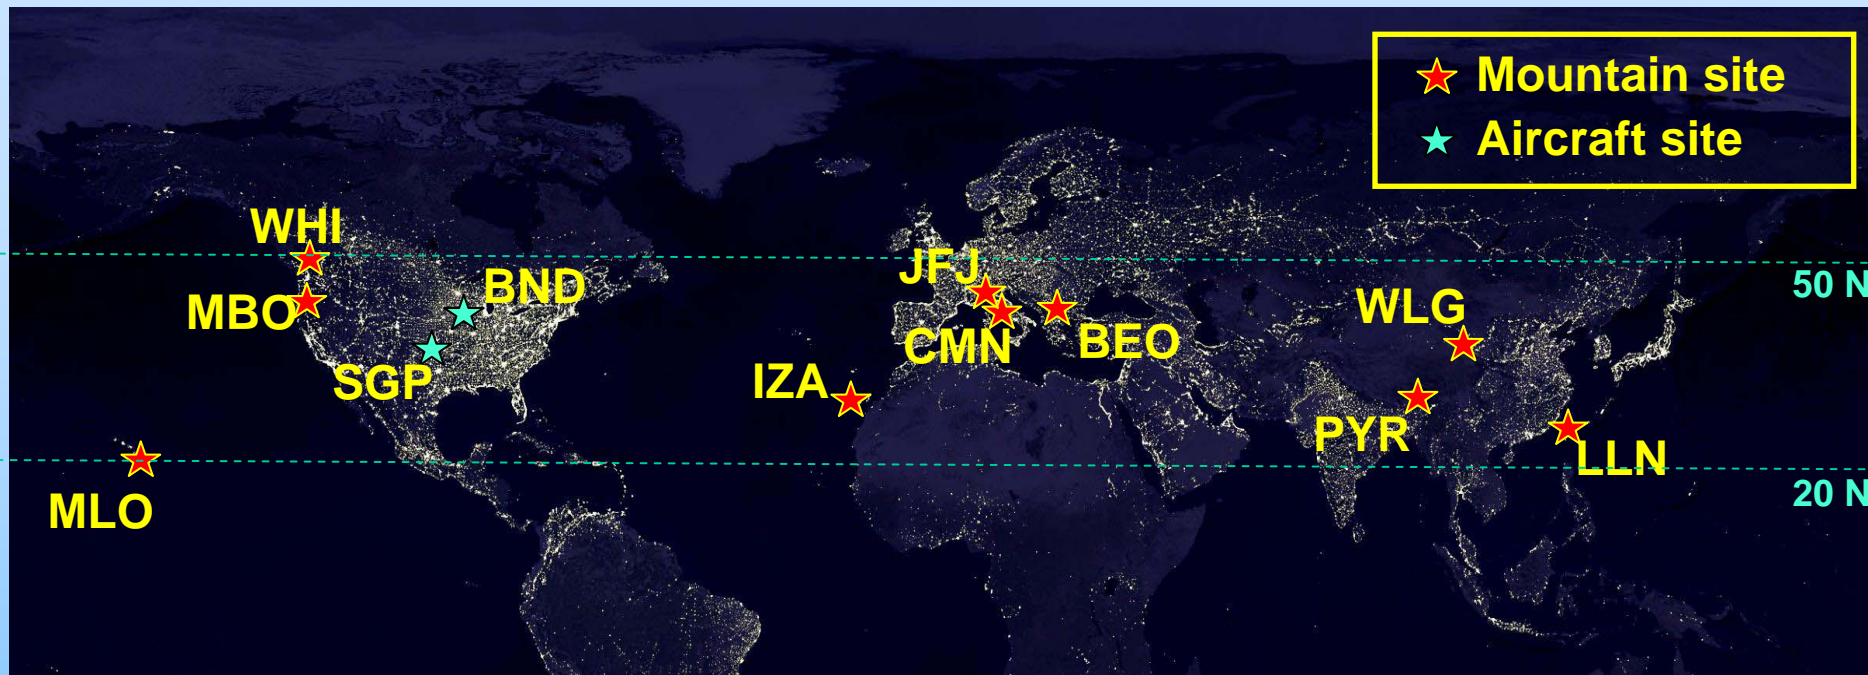 Mountain site
Aircraft site
WHI
BND
JFJ
50 N
MBO
WLG
CMN
BEO
SGP
IZA
PYR
LLN
20 N
MLO